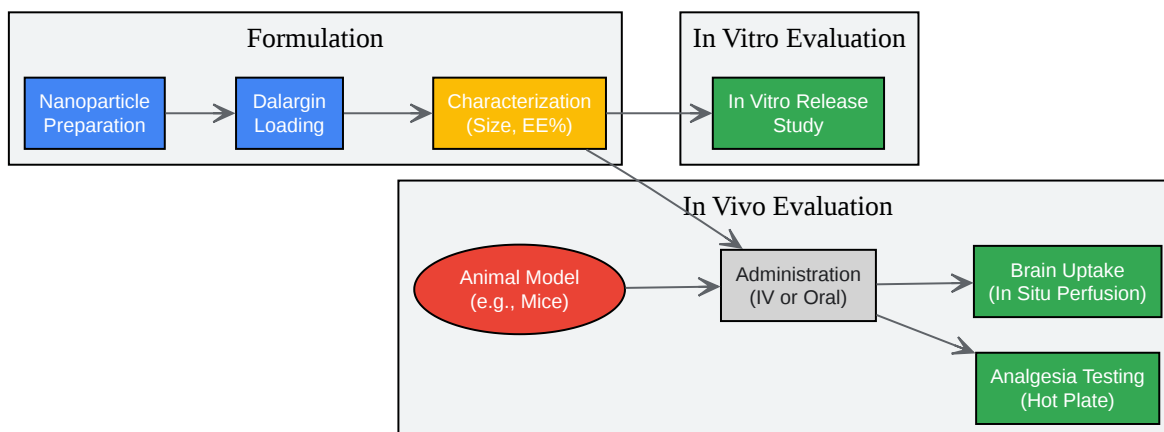 Formulation
In Vitro Evaluation
Nanoparticle
Preparation
Dalargin
Loading
Characterization
(Size, EE%)
In Vitro Release
Study
In Vivo Evaluation
Animal Model
(e.g., Mice)
Administration
(IV or Oral)
Brain Uptake
(In Situ Perfusion)
Analgesia Testing
(Hot Plate)